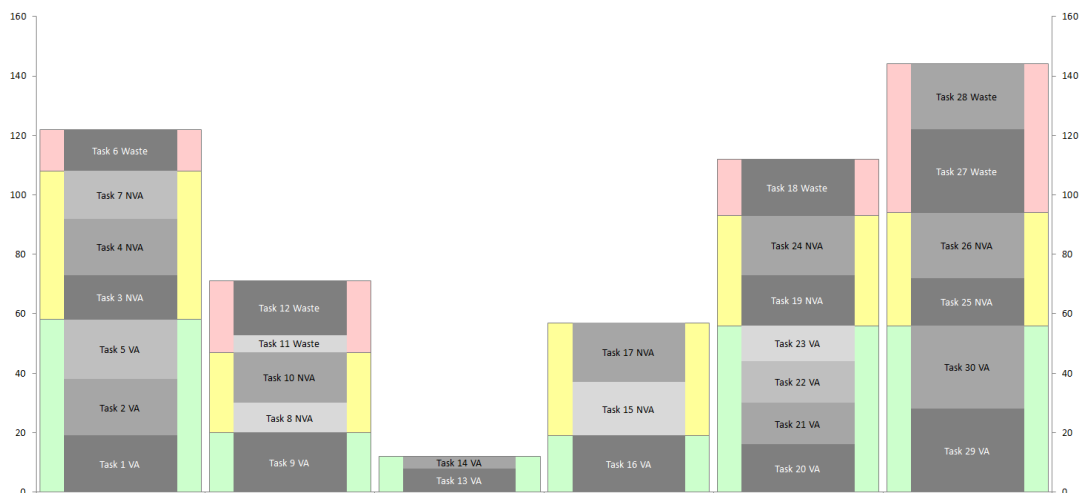 160
140
120
100
80
60
40
20
0
Task 6 Waste
Task 7 NVA
Task 4 NVA
Task 3 NVA
Task 5 VA
Task 2 VA
Task 1 VA
Task 12 Waste
Task 11 Waste
Task 10 NVA
Task 8 NVA
Task 9 VA
Task 14 VA
Task 13 VA
Task 17 NVA
Task 15 NVA
Task 16 VA
Task 18 Waste
Task 24 NVA
Task 19 NVA
Task 23 VA
Task 22 VA
Task 21 VA
Task 20 VA
Task 28 Waste
Task 27 Waste
Task 26 NVA
Task 25 NVA
Task 30 VA
Task 29 VA
160
140
120
100
80
60
40
20
0